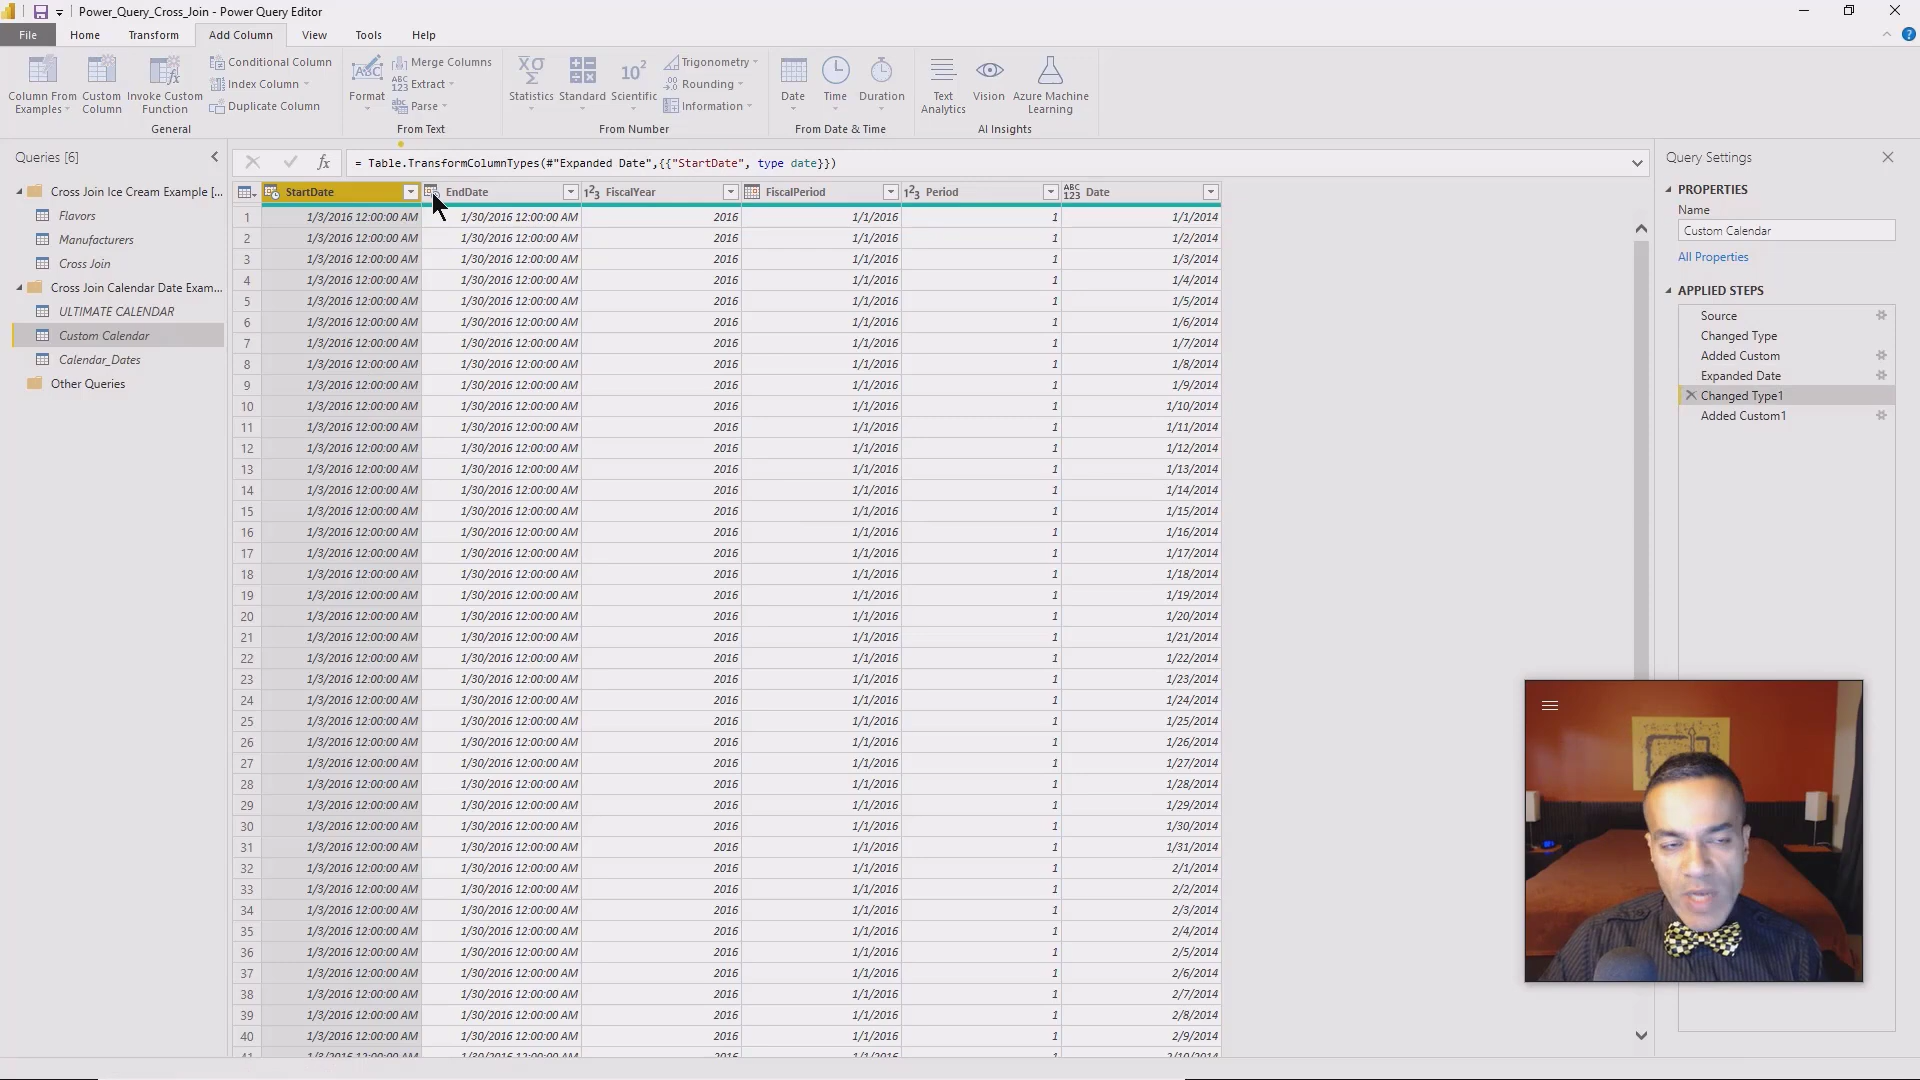 Power_Query_Cross_Join - Power Query Editor
File Home Transform Add Column View Tools Help
Column From Examples
Custom Column
Invoke Custom Function
Conditional Column
Index Column
Duplicate Column
General
Format
Merge Columns
Extract
Parse
From Text
Statistics
Standard
Scientific
Trigonometry
Rounding
Information
From Number
Date
Time
Duration
From Date & Time
Text Analytics
Vision
Azure Machine Learning
AI Insights
Queries [6]
Cross Join Ice Cream Example [...
Flavors
Manufacturers
Cross Join
Cross Join Calendar Date Exam...
ULTIMATE CALENDAR
Custom Calendar
Calendar_Dates
Other Queries
= Table.TransformColumnTypes(#"Expanded Date",{{"StartDate", type date}})
StartDate EndDate FiscalYear FiscalPeriod Period Date
1 1/3/2016 12:00:00 AM 1/30/2016 12:00:00 AM 2016 1/1/2016 1 1/1/2014
2 1/3/2016 12:00:00 AM 1/30/2016 12:00:00 AM 2016 1/1/2016 1 1/2/2014
3 1/3/2016 12:00:00 AM 1/30/2016 12:00:00 AM 2016 1/1/2016 1 1/3/2014
4 1/3/2016 12:00:00 AM 1/30/2016 12:00:00 AM 2016 1/1/2016 1 1/4/2014
5 1/3/2016 12:00:00 AM 1/30/2016 12:00:00 AM 2016 1/1/2016 1 1/5/2014
6 1/3/2016 12:00:00 AM 1/30/2016 12:00:00 AM 2016 1/1/2016 1 1/6/2014
7 1/3/2016 12:00:00 AM 1/30/2016 12:00:00 AM 2016 1/1/2016 1 1/7/2014
8 1/3/2016 12:00:00 AM 1/30/2016 12:00:00 AM 2016 1/1/2016 1 1/8/2014
9 1/3/2016 12:00:00 AM 1/30/2016 12:00:00 AM 2016 1/1/2016 1 1/9/2014
10 1/3/2016 12:00:00 AM 1/30/2016 12:00:00 AM 2016 1/1/2016 1 1/10/2014
11 1/3/2016 12:00:00 AM 1/30/2016 12:00:00 AM 2016 1/1/2016 1 1/11/2014
12 1/3/2016 12:00:00 AM 1/30/2016 12:00:00 AM 2016 1/1/2016 1 1/12/2014
13 1/3/2016 12:00:00 AM 1/30/2016 12:00:00 AM 2016 1/1/2016 1 1/13/2014
14 1/3/2016 12:00:00 AM 1/30/2016 12:00:00 AM 2016 1/1/2016 1 1/14/2014
15 1/3/2016 12:00:00 AM 1/30/2016 12:00:00 AM 2016 1/1/2016 1 1/15/2014
16 1/3/2016 12:00:00 AM 1/30/2016 12:00:00 AM 2016 1/1/2016 1 1/16/2014
17 1/3/2016 12:00:00 AM 1/30/2016 12:00:00 AM 2016 1/1/2016 1 1/17/2014
18 1/3/2016 12:00:00 AM 1/30/2016 12:00:00 AM 2016 1/1/2016 1 1/18/2014
19 1/3/2016 12:00:00 AM 1/30/2016 12:00:00 AM 2016 1/1/2016 1 1/19/2014
20 1/3/2016 12:00:00 AM 1/30/2016 12:00:00 AM 2016 1/1/2016 1 1/20/2014
21 1/3/2016 12:00:00 AM 1/30/2016 12:00:00 AM 2016 1/1/2016 1 1/21/2014
22 1/3/2016 12:00:00 AM 1/30/2016 12:00:00 AM 2016 1/1/2016 1 1/22/2014
23 1/3/2016 12:00:00 AM 1/30/2016 12:00:00 AM 2016 1/1/2016 1 1/23/2014
24 1/3/2016 12:00:00 AM 1/30/2016 12:00:00 AM 2016 1/1/2016 1 1/24/2014
25 1/3/2016 12:00:00 AM 1/30/2016 12:00:00 AM 2016 1/1/2016 1 1/25/2014
26 1/3/2016 12:00:00 AM 1/30/2016 12:00:00 AM 2016 1/1/2016 1 1/26/2014
27 1/3/2016 12:00:00 AM 1/30/2016 12:00:00 AM 2016 1/1/2016 1 1/27/2014
28 1/3/2016 12:00:00 AM 1/30/2016 12:00:00 AM 2016 1/1/2016 1 1/28/2014
29 1/3/2016 12:00:00 AM 1/30/2016 12:00:00 AM 2016 1/1/2016 1 1/29/2014
30 1/3/2016 12:00:00 AM 1/30/2016 12:00:00 AM 2016 1/1/2016 1 1/30/2014
31 1/3/2016 12:00:00 AM 1/30/2016 12:00:00 AM 2016 1/1/2016 1 1/31/2014
32 1/3/2016 12:00:00 AM 1/30/2016 12:00:00 AM 2016 1/1/2016 1 2/1/2014
33 1/3/2016 12:00:00 AM 1/30/2016 12:00:00 AM 2016 1/1/2016 1 2/2/2014
34 1/3/2016 12:00:00 AM 1/30/2016 12:00:00 AM 2016 1/1/2016 1 2/3/2014
35 1/3/2016 12:00:00 AM 1/30/2016 12:00:00 AM 2016 1/1/2016 1 2/4/2014
36 1/3/2016 12:00:00 AM 1/30/2016 12:00:00 AM 2016 1/1/2016 1 2/5/2014
37 1/3/2016 12:00:00 AM 1/30/2016 12:00:00 AM 2016 1/1/2016 1 2/6/2014
38 1/3/2016 12:00:00 AM 1/30/2016 12:00:00 AM 2016 1/1/2016 1 2/7/2014
39 1/3/2016 12:00:00 AM 1/30/2016 12:00:00 AM 2016 1/1/2016 1 2/8/2014
40 1/3/2016 12:00:00 AM 1/30/2016 12:00:00 AM 2016 1/1/2016 1 2/9/2014
Query Settings
PROPERTIES
Name
Custom Calendar
All Properties
APPLIED STEPS
Source
Changed Type
Added Custom
Expanded Date
Changed Type1
Added Custom1